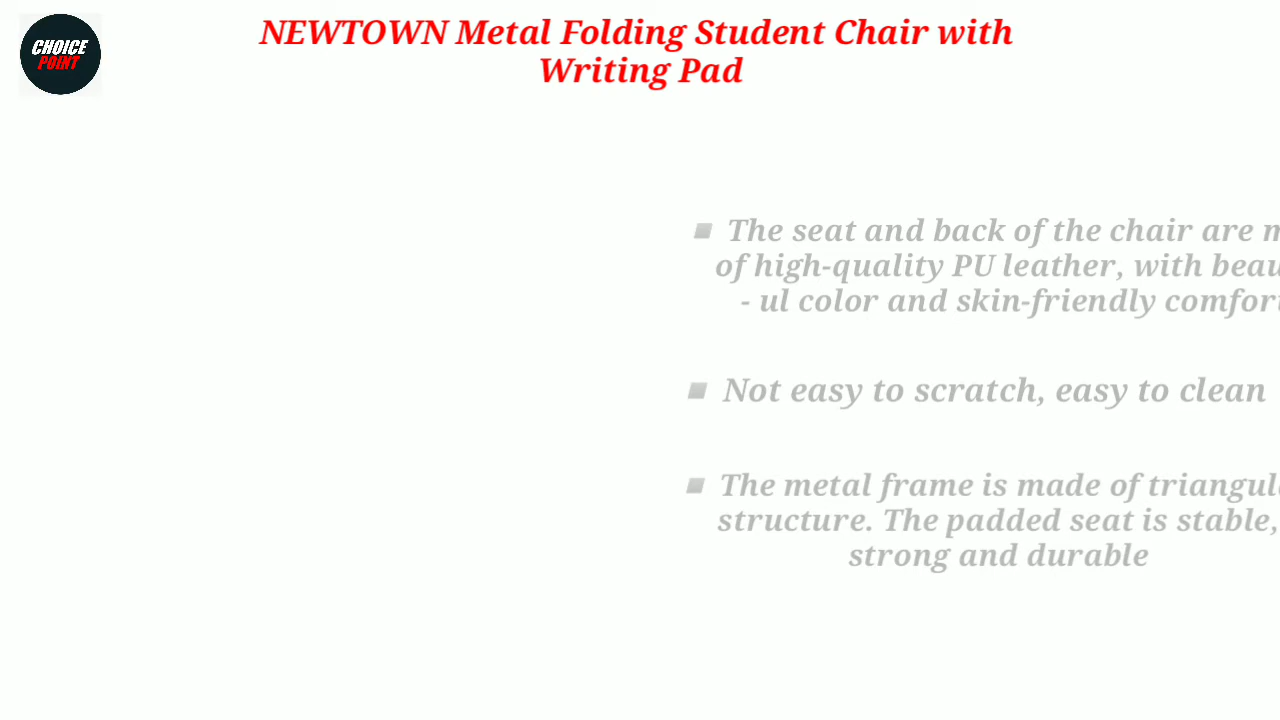 CHOICE
POINT
NEWTOWN Metal Folding Student Chair with
Writing Pad
▪ The seat and back of the chair are
of high-quality PU leather, with
- ul color and skin-friendly
▪ Not easy to scratch, easy to clean
▪ The metal frame is made of
structure. The padded seat is stable,
strong and durable